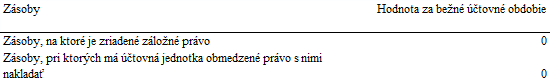 Zásoby Hodnota za bežné účtovné obdobie
Zásoby, na ktoré je zriadené záložné právo 0
Zásoby, pri ktorých má účtovná jednotka obmedzené právo s nimi
nakladať 0